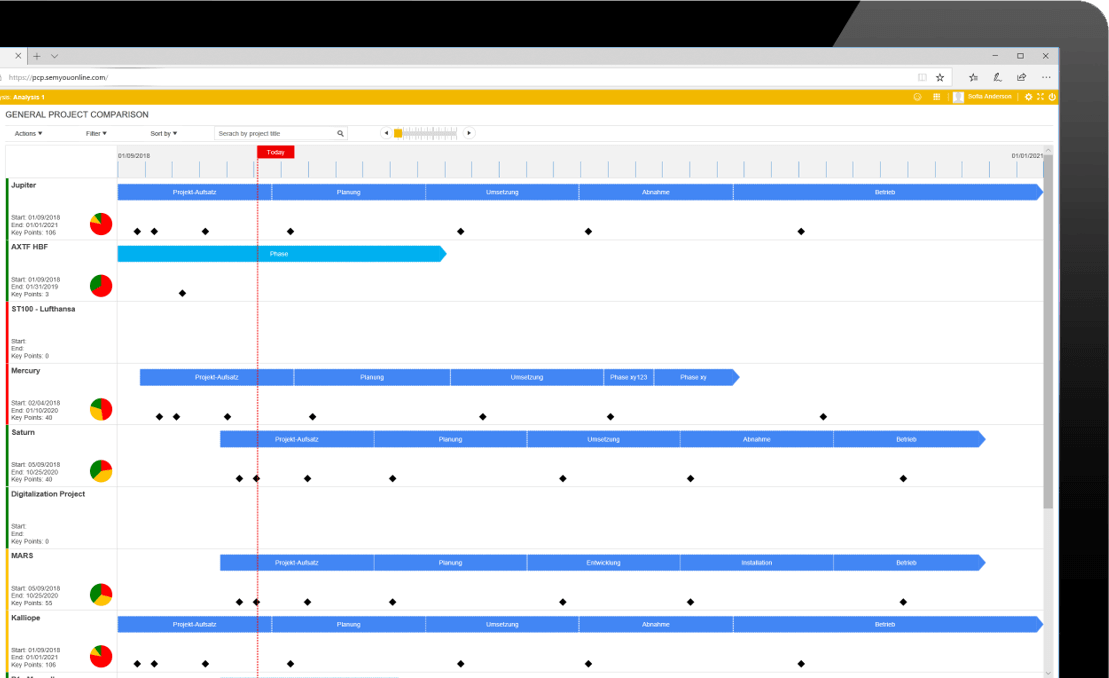 https://pcp.semyouonline.com/
Analysis 1
Sofia Anderson
GENERAL PROJECT COMPARISON
Actions
Filter
Sort by
Serach by project title
Today
01/09/2018
01/01/2021
Jupiter
Projekt-Aufsatz Planung Umsetzung Abnahme Betrieb
Start: 01/09/2018
End: 01/01/2021
Key Points: 106
AXTF HBF
Phase
Start: 01/09/2018
End: 01/31/2019
Key Points: 3
ST100 - Lufthansa
Start:
End:
Key Points: 0
Mercury
Projekt-Aufsatz Planung Umsetzung Phase xy123 Phase xy
Start: 02/04/2018
End: 01/10/2020
Key Points: 40
Saturn
Projekt-Aufsatz Planung Umsetzung Abnahme Betrieb
Start: 05/09/2018
End: 10/25/2020
Key Points: 40
Digitalization Project
Start:
End:
Key Points: 0
MARS
Projekt-Aufsatz Planung Entwicklung Installation Betrieb
Start: 05/09/2018
End: 10/25/2020
Key Points: 55
Kalliope
Projekt-Aufsatz Planung Umsetzung Abnahme Betrieb
Start: 01/09/2018
End: 01/01/2021
Key Points: 106